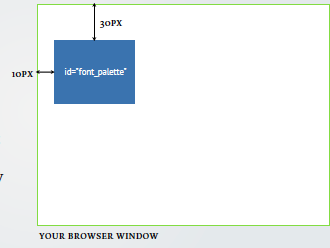 30PX
10PX
id="font_palette"
y
YOUR BROWSER WINDOW